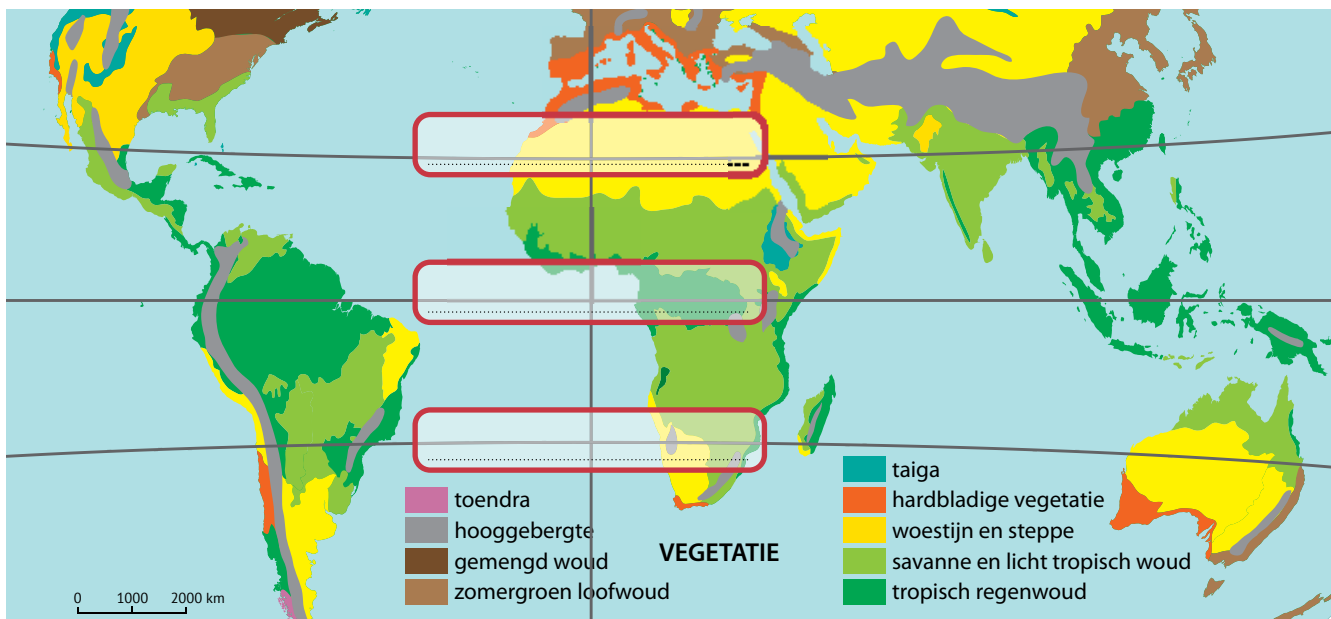 toendra
hooggebergte
gemengd woud
zomergroen loofwoud
VEGETATIE
taiga
hardbladige vegetatie
woestijn en steppe
savanne en licht tropisch woud
tropisch regenwoud
0 1000 2000 km